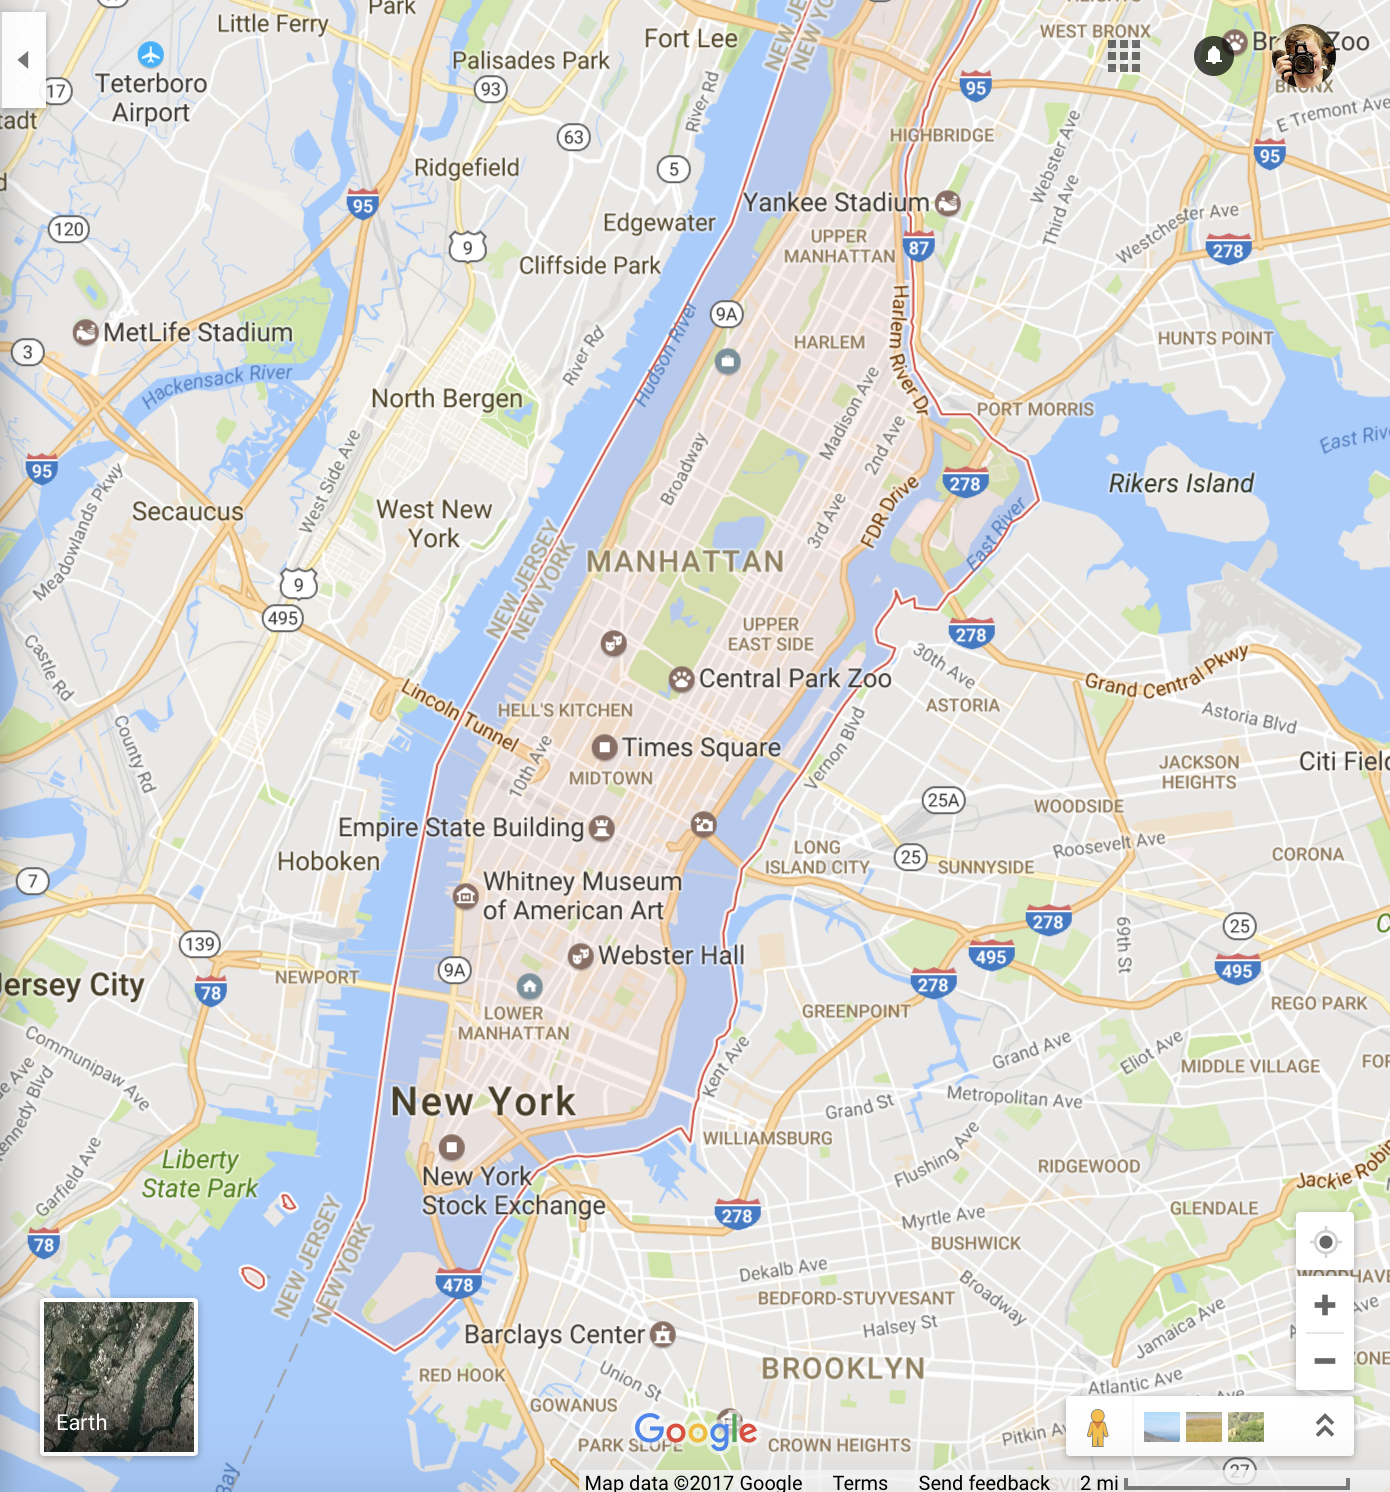 Park
Little Ferry
Fort Lee
NEW JE
NEW YO
HEIGHTS
WEST BRONX
Br Zoo
Palisades Park
Teterboro
Airport
17
93
95
BRONX
E Tremont Ave
tadt
63
River Rd
HIGHBRIDGE
95
Ridgefield
5
Webster Ave
Third Ave
95
Yankee Stadium
120
Edgewater
9
UPPER
MANHATTAN
87
Westchester Ave
278
Cliffside Park
9A
Harlem River Dr
MetLife Stadium
3
Hudson River
HARLEM
HUNTS POINT
River Rd
Hackensack River
North Bergen
Madison Ave
2nd Ave
PORT MORRIS
East Rive
95
West Side Ave
Broadway
278
Rikers Island
Meadowlands Pkwy
Secaucus
West New
York
3rd Ave
FDR Drive
East River
NEW JERSEY
NEW YORK
MANHATTAN
9
495
UPPER
EAST SIDE
278
Castle Rd
30th Ave
Grand Central Pkwy
Central Park Zoo
Lincoln Tunnel
HELL'S KITCHEN
ASTORIA
Astoria Blvd
County Rd
10th Ave
Times Square
Vernon Blvd
MIDTOWN
JACKSON
HEIGHTS
Citi Field
25A
WOODSIDE
Empire State Building
Hoboken
LONG
ISLAND CITY
25
SUNNYSIDE
Roosevelt Ave
CORONA
7
Whitney Museum
of American Art
278
25
69th St
C
139
Webster Hall
495
495
Jersey City
78
NEWPORT
9A
278
LOWER
MANHATTAN
GREENPOINT
REGO PARK
Communipaw Ave
Kennedy Blvd
Kent Ave
Grand Ave
Eliot Ave
MIDDLE VILLAGE
FOR
New York
Grand St
Metropolitan Ave
Garfield Ave
WILLIAMSBURG
Flushing Ave
RIDGEWOOD
Liberty
State Park
New York
Stock Exchange
Jackie Robin
78
NEW JERSEY
NEW YORK
278
Myrtle Ave
GLENDALE
BUSHWICK
478
Dekalb Ave
WOODHAVE
BEDFORD-STUYVESANT
Broadway
Halsey St
Jamaica Ave
Barclays Center
ZONE
RED HOOK
Union St
BROOKLYN
Atlantic Ave
Earth
GOWANUS
Google
Pitkin Av
PARK SLOPE
CROWN HEIGHTS
Bay
27
Map data ©2017 Google Terms Send feedback 2 mi